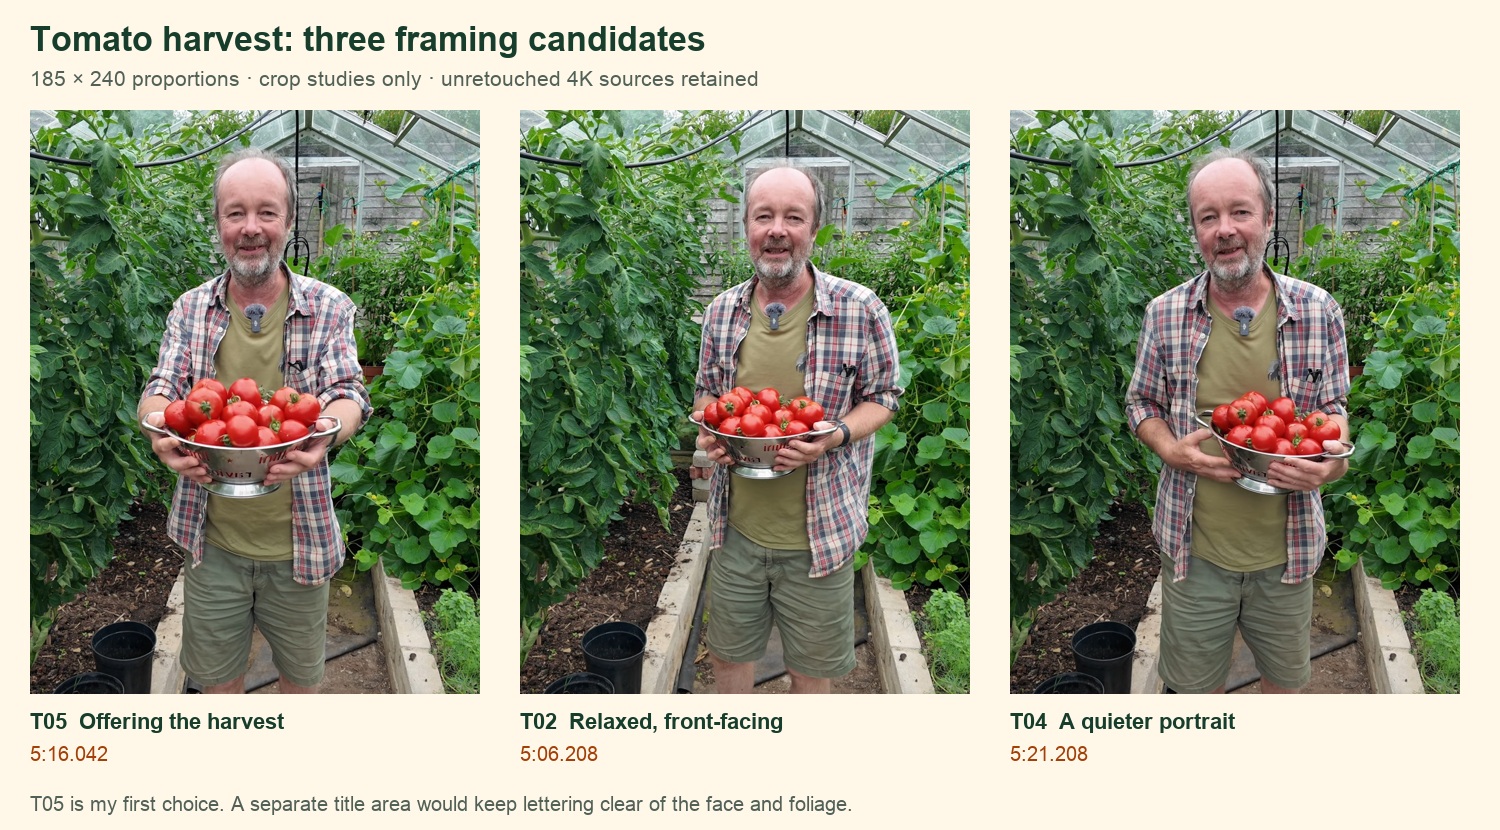 Tomato harvest: three framing candidates
185 × 240 proportions · crop studies only · unretouched 4K sources retained
T05 Offering the harvest
5:16.042
T02 Relaxed, front-facing
5:06.208
T04 A quieter portrait
5:21.208
T05 is my first choice. A separate title area would keep lettering clear of the face and foliage.